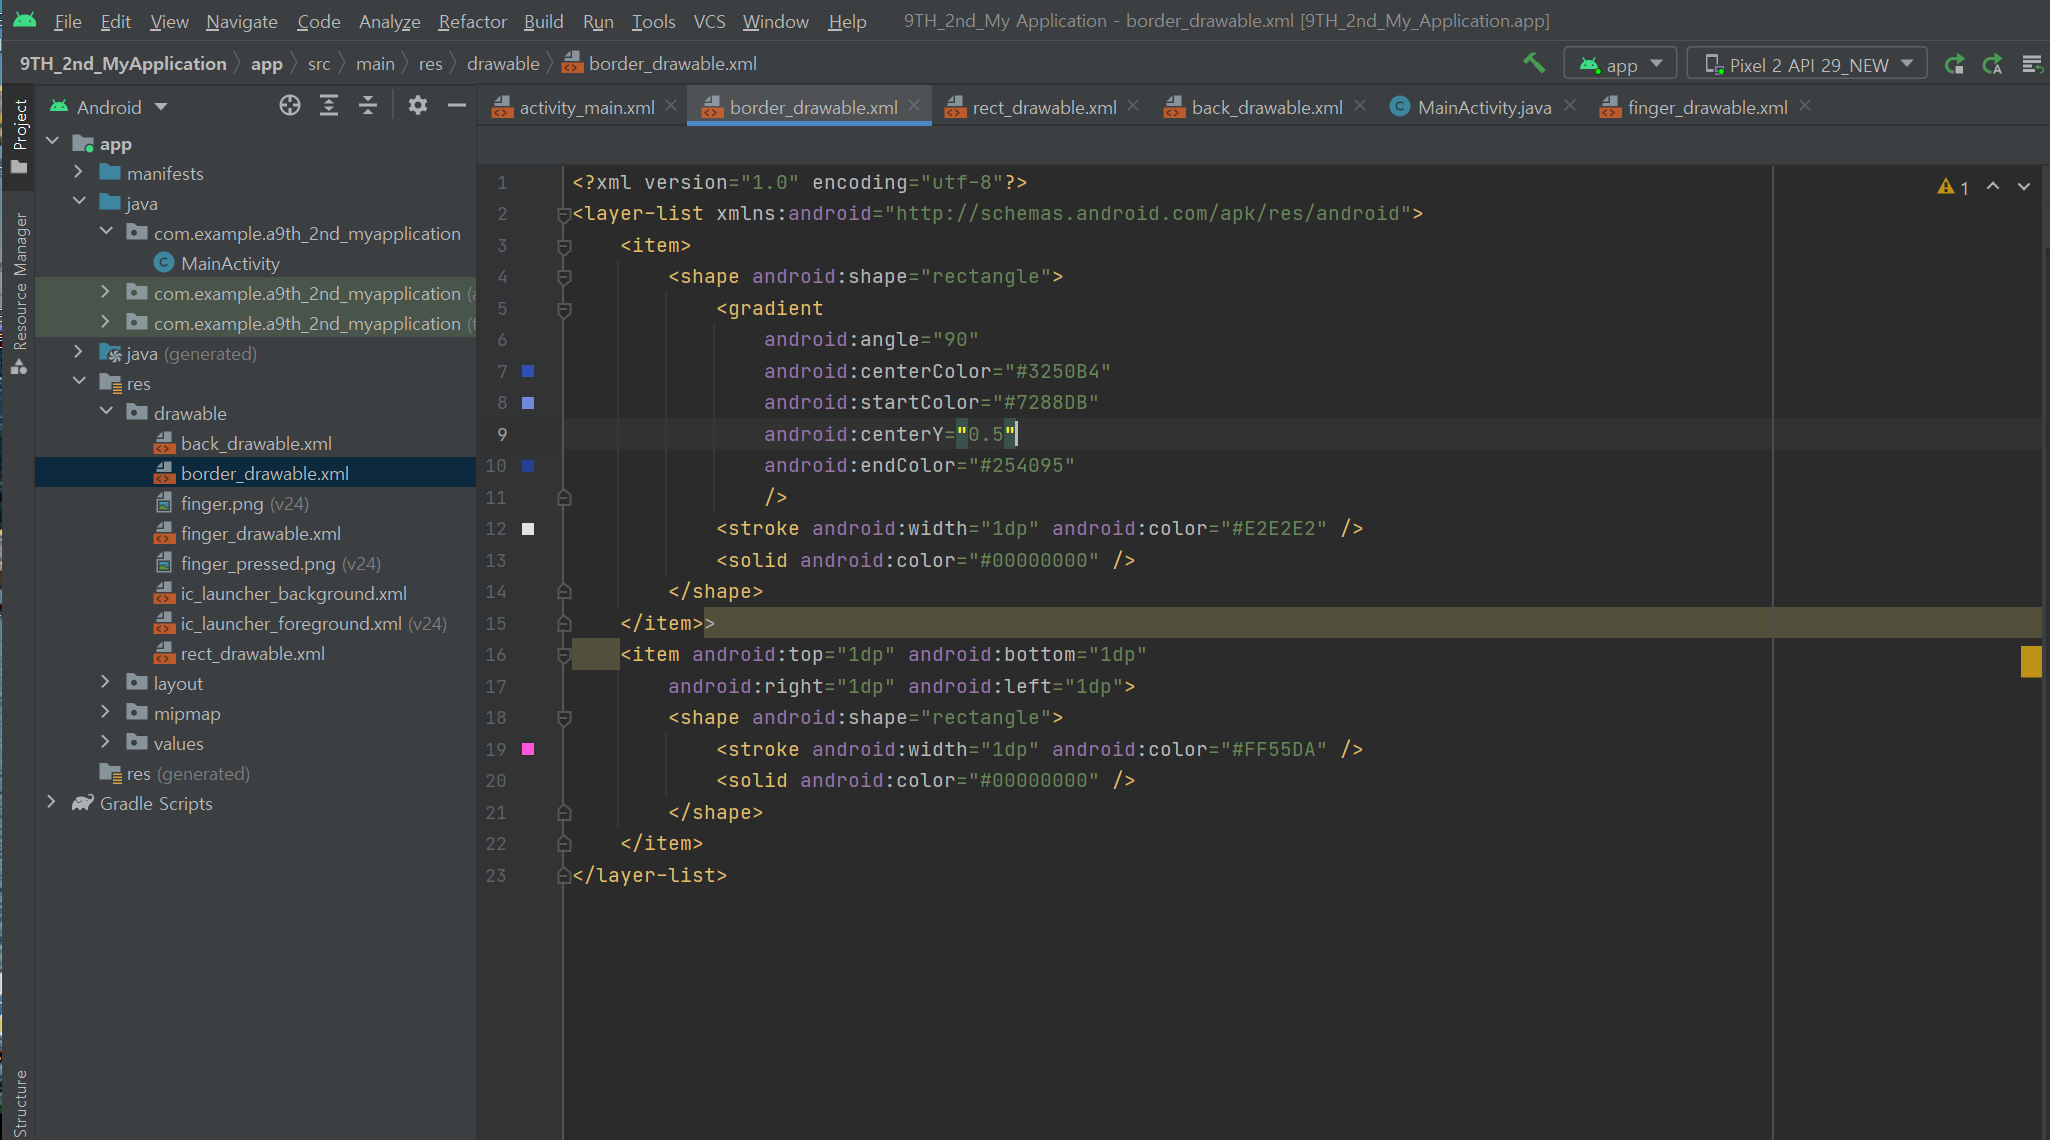 File Edit View Navigate Code Analyze Refactor Build Run Tools VCS Window Help 9TH_2nd_My Application - border_drawable.xml [9TH_2nd_My_Application.app]
9TH_2nd_MyApplication app src main res drawable border_drawable.xml app Pixel 2 API 29_NEW
Android activity_main.xml border_drawable.xml rect_drawable.xml back_drawable.xml MainActivity.java finger_drawable.xml
Project
Resource Manager
Structure
app
manifests
java
com.example.a9th_2nd_myapplication
MainActivity
com.example.a9th_2nd_myapplication (
com.example.a9th_2nd_myapplication (
java (generated)
res
drawable
back_drawable.xml
border_drawable.xml
finger.png (v24)
finger_drawable.xml
finger_pressed.png (v24)
ic_launcher_background.xml
ic_launcher_foreground.xml (v24)
rect_drawable.xml
layout
mipmap
values
res (generated)
Gradle Scripts
1 <?xml version="1.0" encoding="utf-8"?>
2 <layer-list xmlns:android="http://schemas.android.com/apk/res/android">
3 <item>
4 <shape android:shape="rectangle">
5 <gradient
6 android:angle="90"
7 android:centerColor="#3250B4"
8 android:startColor="#7288DB"
9 android:centerY="0.5"
10 android:endColor="#254095"
11 />
12 <stroke android:width="1dp" android:color="#E2E2E2" />
13 <solid android:color="#00000000" />
14 </shape>
15 </item>>
16 <item android:top="1dp" android:bottom="1dp"
17 android:right="1dp" android:left="1dp">
18 <shape android:shape="rectangle">
19 <stroke android:width="1dp" android:color="#FF55DA" />
20 <solid android:color="#00000000" />
21 </shape>
22 </item>
23 </layer-list>
1